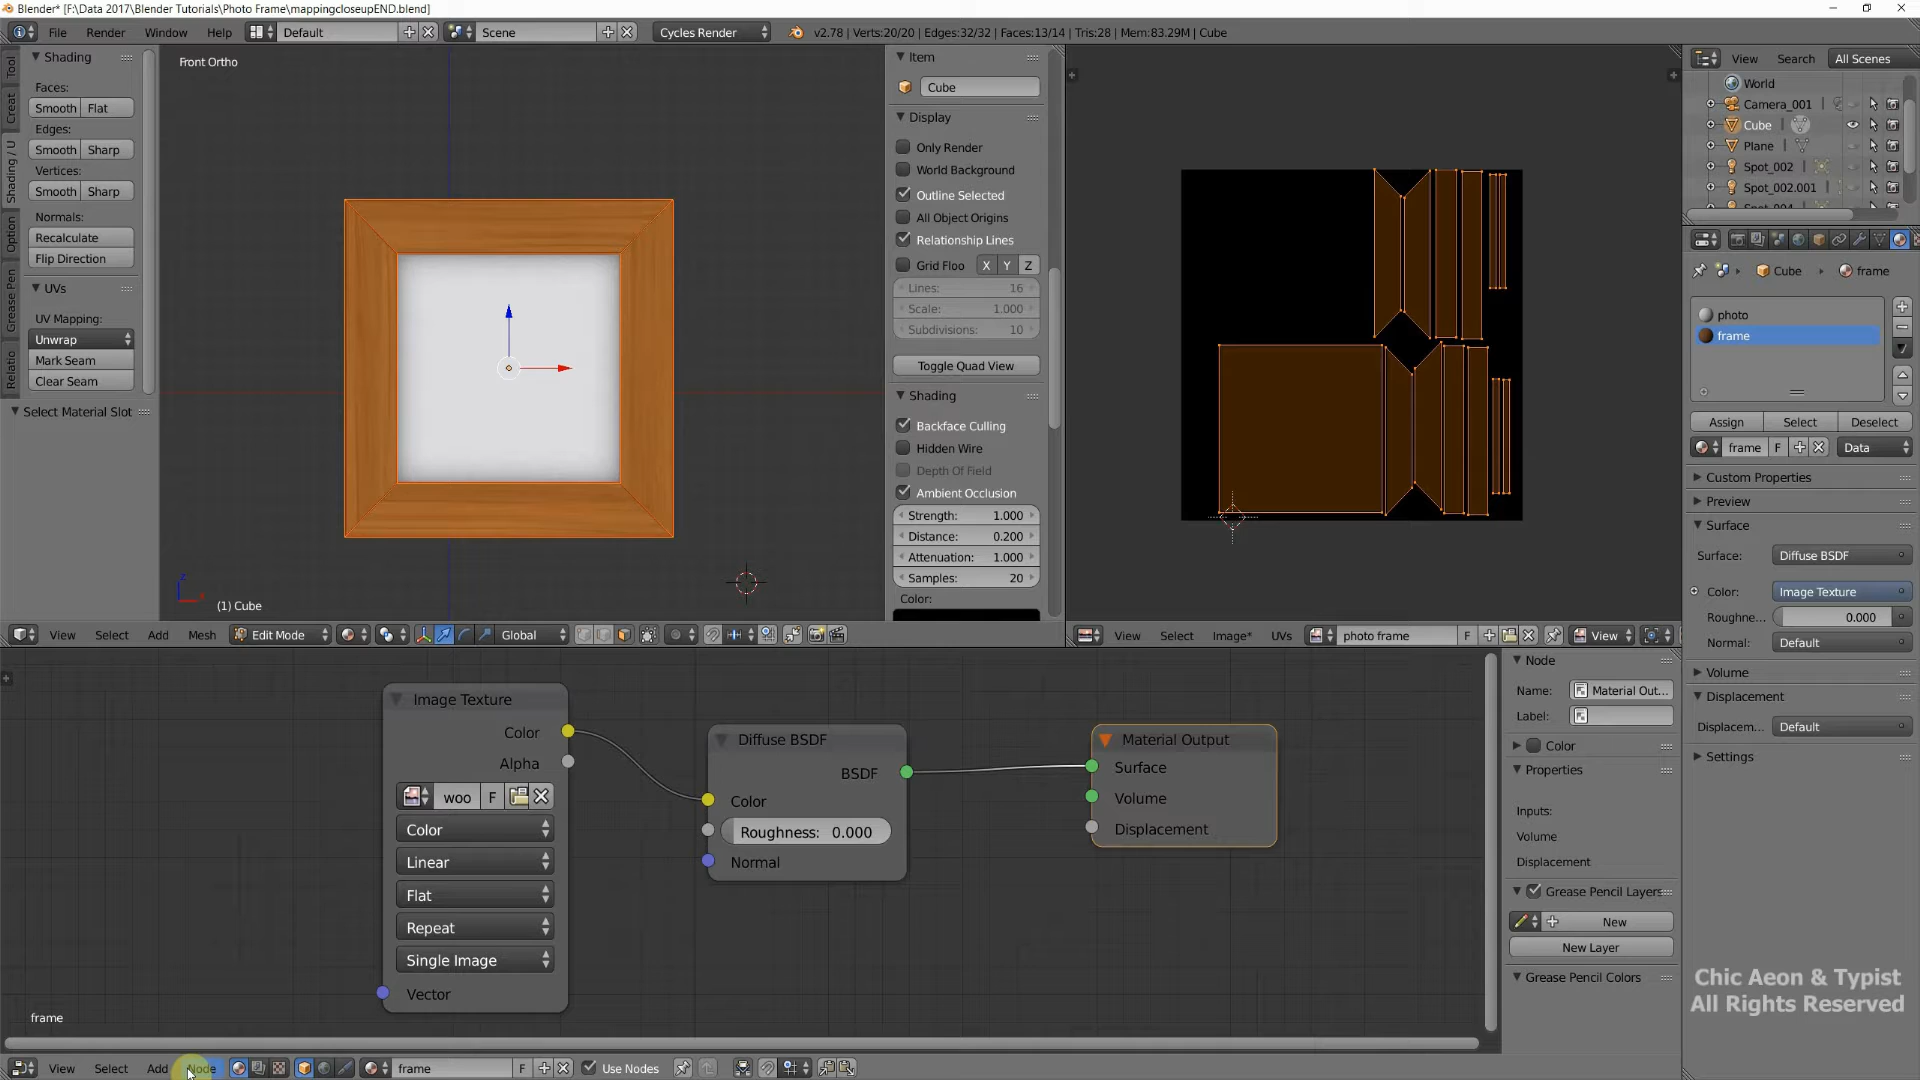 Blender* [F:\Data 2017\Blender Tutorials\Photo Frame\mappingcloseupEND.blend]
File Render Window Help Default Scene Cycles Render v2.78 | Verts:20/20 | Edges:32/32 | Faces:13/14 | Tris:28 | Mem:83.29M | Cube
Tool
Creat
Shading / U
Option
Grease Pen
Relatio
Shading
Faces:
Smooth Flat
Edges:
Smooth Sharp
Vertices:
Smooth Sharp
Normals:
Recalculate
Flip Direction
UVs
UV Mapping:
Unwrap
Mark Seam
Clear Seam
Select Material Slot
Front Ortho
(1) Cube
Item
Cube
Display
Only Render
World Background
Outline Selected
All Object Origins
Relationship Lines
Grid Floo X Y Z
Lines: 16
Scale: 1.000
Subdivisions: 10
Toggle Quad View
Shading
Backface Culling
Hidden Wire
Depth Of Field
Ambient Occlusion
Strength: 1.000
Distance: 0.200
Attenuation: 1.000
Samples: 20
Color:
View Select Add Mesh Edit Mode Global
View Select Image* UVs photo frame F View
View Search All Scenes
World
Camera_001
Cube
Plane
Spot_002
Spot_002.001
Cube frame
photo
frame
Assign Select Deselect
frame F Data
Custom Properties
Preview
Surface
Surface: Diffuse BSDF
Color: Image Texture
Roughne... 0.000
Normal: Default
Volume
Displacement
Displacem... Default
Settings
Image Texture
Color
Alpha
woo F
Color
Linear
Flat
Repeat
Single Image
Vector
Diffuse BSDF
BSDF
Color
Roughness: 0.000
Normal
Material Output
Surface
Volume
Displacement
Node
Name: Material Out...
Label:
Color
Properties
Inputs:
Volume
Displacement
Grease Pencil Layers
New
New Layer
Grease Pencil Colors
Chic Aeon & Typist
All Rights Reserved
frame
View Select Add Node frame F Use Nodes